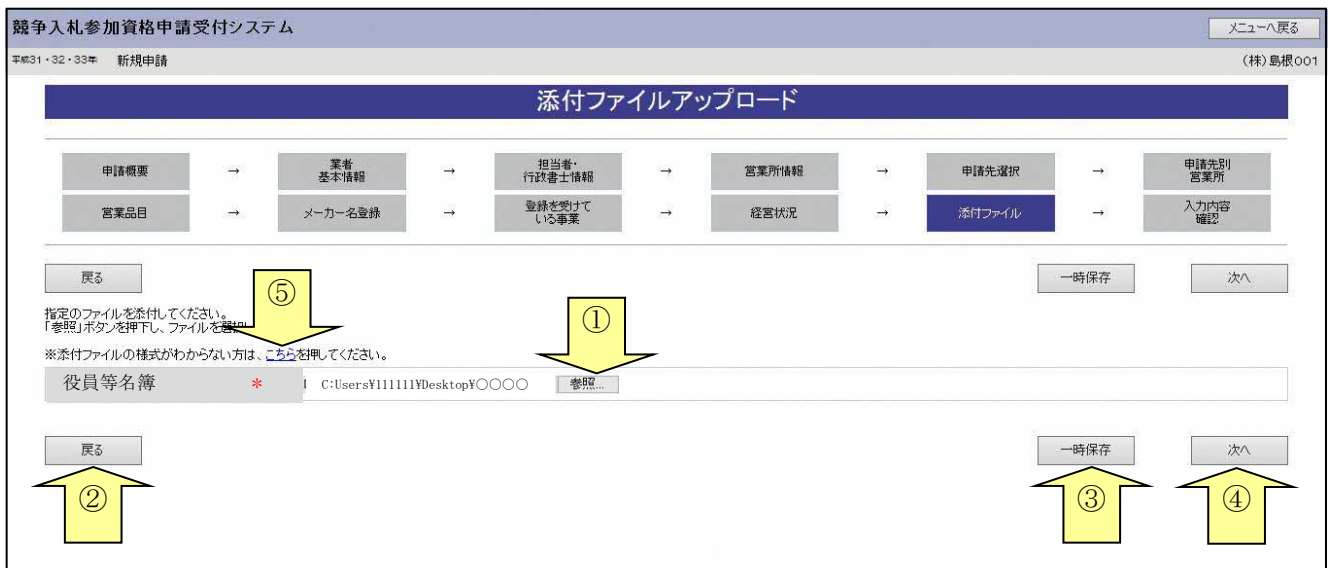 競争入札参加資格申請受付システム
メニューへ戻る
平成31・32・33年 新規申請
(株)島根001
添付ファイルアップロード
申請概要 → 業者基本情報 → 担当者・行政書士情報 → 営業所情報 → 申請先選択 → 申請先別営業所
営業品目 → メーカー名登録 → 登録を受けている事業 → 経営状況 → 添付ファイル → 入力内容確認
戻る
一時保存
次へ
⑤
①
指定のファイルを添付してください。
「参照」ボタンを押下し、ファイルを選択
※添付ファイルの様式がわからない方は、こちらを押してください。
役員等名簿 * C:Users¥111111¥Desktop¥○○○○ 参照...
戻る
一時保存
次へ
②
③
④